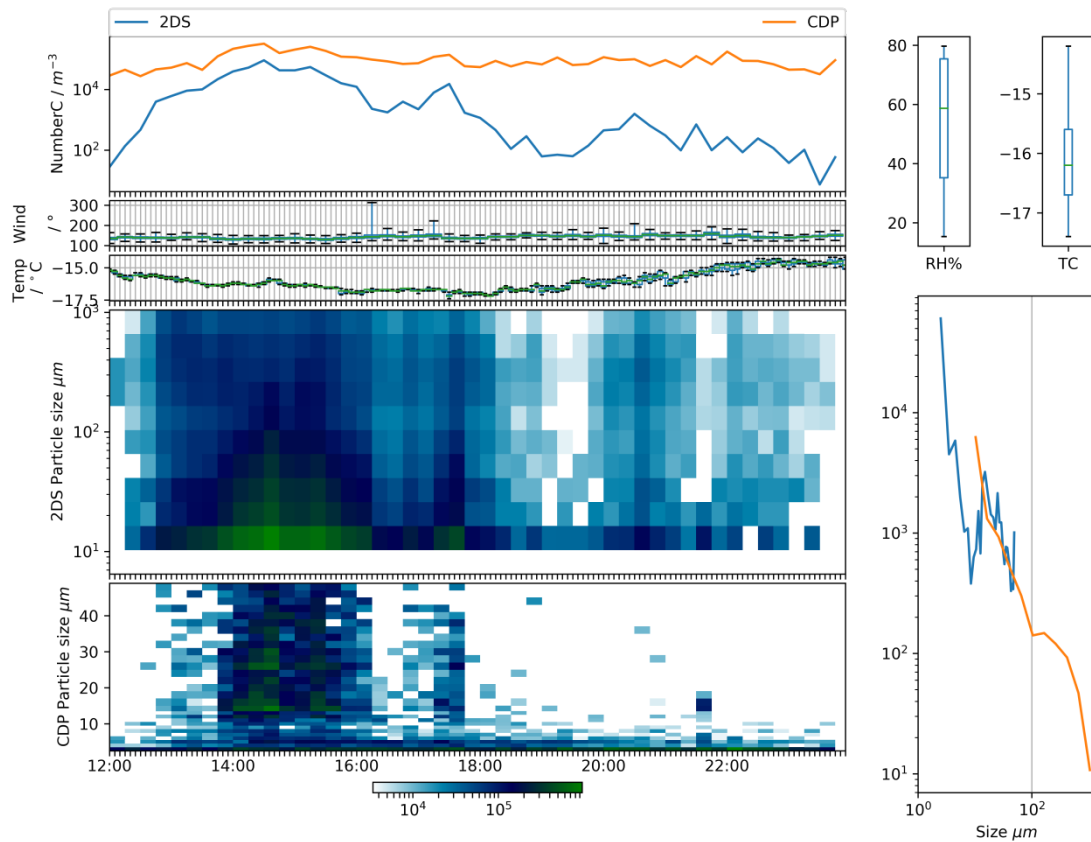 2DS
CDP
NumberC / m⁻³
10⁴
10²
Wind
/ °
300
200
100
Temp
/ °C
−15.0
−17.5
2DS Particle size μm
10³
10²
10¹
CDP Particle size μm
40
30
20
10
12:00 14:00 16:00 18:00 20:00 22:00
10⁴ 10⁵
80
60
40
20
RH%
−15
−16
−17
TC
10⁴
10³
10²
10¹
10⁰ 10²
Size μm